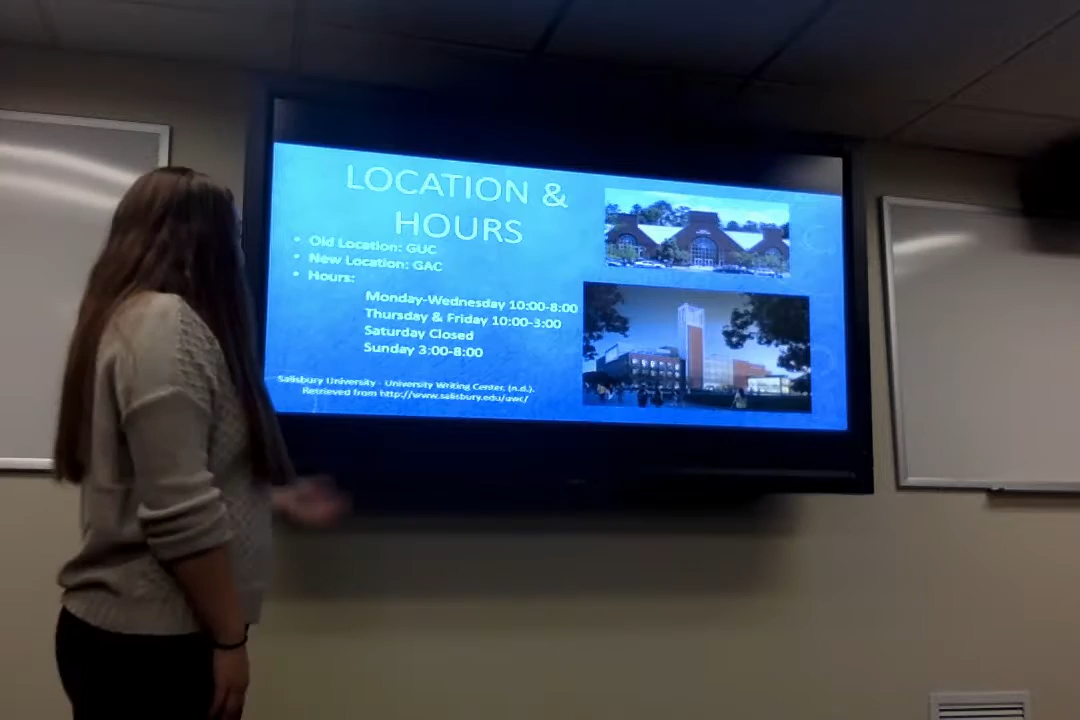 LOCATION &
HOURS
• Old Location: GUC
• New Location: GAC
• Hours:
Monday-Wednesday 10:00-8:00
Thursday & Friday 10:00-3:00
Saturday Closed
Sunday 3:00-8:00
Salisbury University - University Writing Center, (n.d.).
Retrieved from http://www.salisbury.edu/uwc/